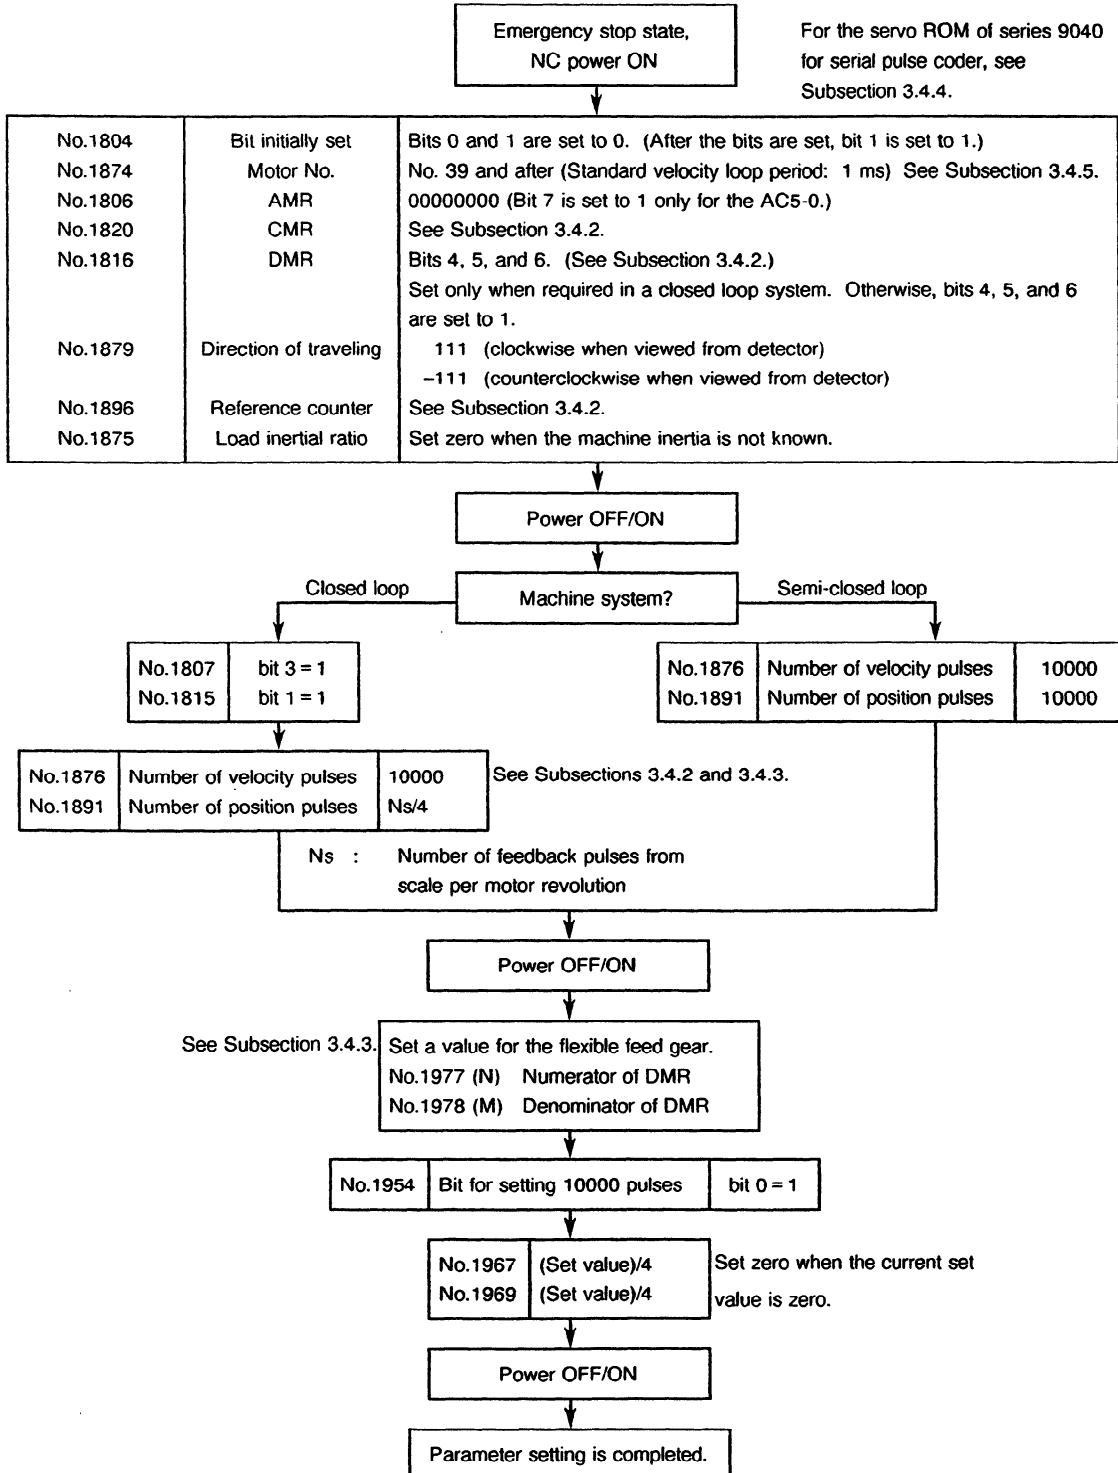 Emergency stop state,
NC power ON
For the servo ROM of series 9040
for serial pulse coder, see
Subsection 3.4.4.
No.1804 Bit initially set Bits 0 and 1 are set to 0. (After the bits are set, bit 1 is set to 1.)
No.1874 Motor No. No. 39 and after (Standard velocity loop period: 1 ms) See Subsection 3.4.5.
No.1806 AMR 00000000 (Bit 7 is set to 1 only for the AC5-0.)
No.1820 CMR See Subsection 3.4.2.
No.1816 DMR Bits 4, 5, and 6. (See Subsection 3.4.2.)
Set only when required in a closed loop system. Otherwise, bits 4, 5, and 6
are set to 1.
No.1879 Direction of traveling 111 (clockwise when viewed from detector)
–111 (counterclockwise when viewed from detector)
No.1896 Reference counter See Subsection 3.4.2.
No.1875 Load inertial ratio Set zero when the machine inertia is not known.
Power OFF/ON
Closed loop Machine system? Semi-closed loop
No.1807 bit 3 = 1
No.1815 bit 1 = 1
No.1876 Number of velocity pulses 10000
No.1891 Number of position pulses 10000
No.1876 Number of velocity pulses 10000 See Subsections 3.4.2 and 3.4.3.
No.1891 Number of position pulses Ns/4
Ns : Number of feedback pulses from
scale per motor revolution
Power OFF/ON
See Subsection 3.4.3. Set a value for the flexible feed gear.
No.1977 (N) Numerator of DMR
No.1978 (M) Denominator of DMR
No.1954 Bit for setting 10000 pulses bit 0 = 1
No.1967 (Set value)/4 Set zero when the current set
No.1969 (Set value)/4 value is zero.
Power OFF/ON
Parameter setting is completed.